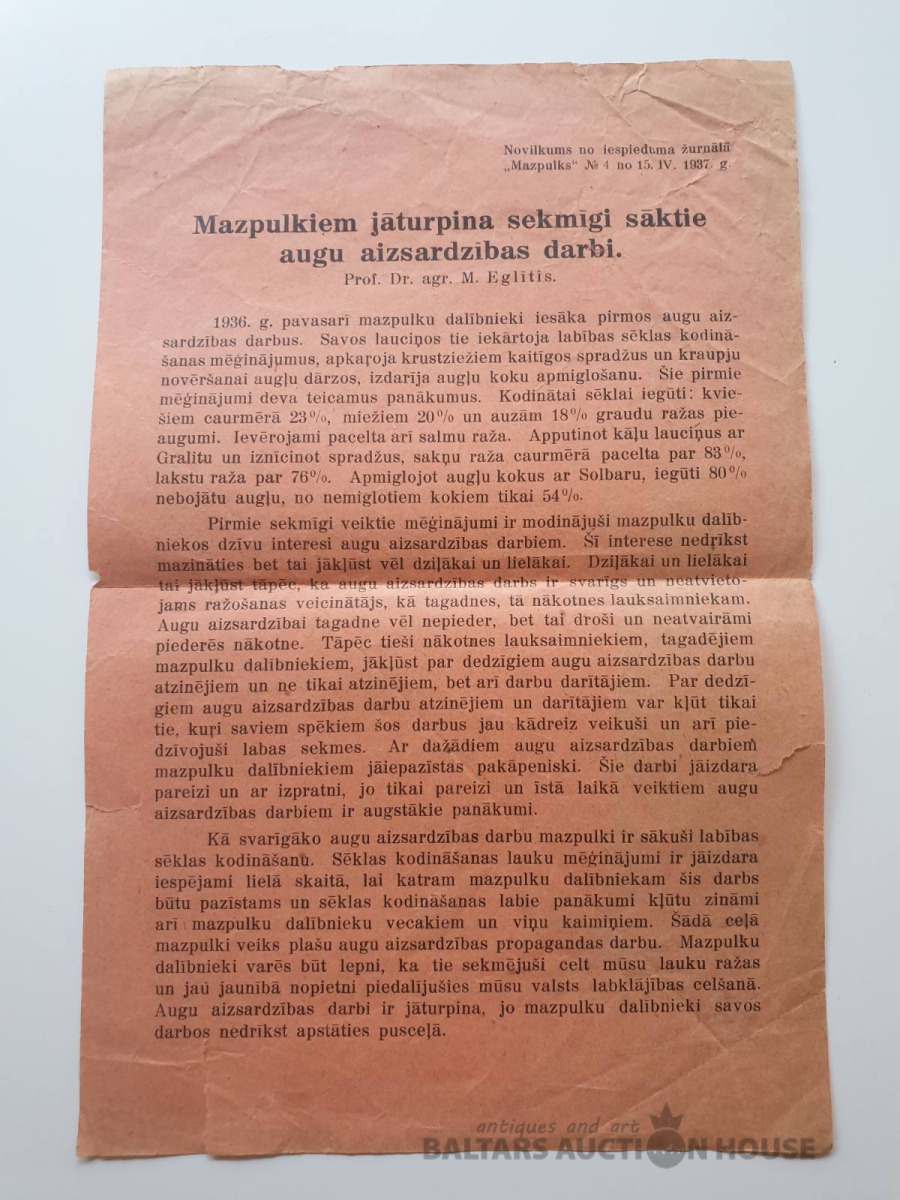 Novilkums no iespieduma žurnālā
„Mazpulks“ № 4 no 15. IV. 1937. g.
Mazpulkiem jāturpina sekmīgi sāktie
augu aizsardzības darbi.
Prof. Dr. agr. M. Eglītis.
1936. g. pavasarī mazpulku dalībnieki iesāka pirmos augu aiz-
sardzības darbus. Savos lauciņos tie iekārtoja labības sēklas kodinā-
šanas mēģinājumus, apkaŗoja krustziežiem kaitīgos spradžus un kraupju
novēršanai augļu dārzos, izdarīja augļu koku apmiglošanu. Šie pirmie
mēģinājumi deva teicamus panākumus. Kodinātai sēklai iegūti: kvie-
šiem caurmērā 23%, miežiem 20% un auzām 18% graudu ražas pie-
augumi. Ievērojami pacelta arī salmu raža. Apputinot kāļu lauciņus ar
Gralitu un iznīcinot spradžus, sakņu raža caurmērā pacelta par 83%,
lakstu raža par 76%. Apmiglojot augļu kokus ar Solbaru, iegūti 80%
nebojātu augļu, no nemiglotiem kokiem tikai 54%.
Pirmie sekmīgi veiktie mēģinājumi ir modinājuši mazpulku dalīb-
niekos dzīvu interesi augu aizsardzības darbiem. Šī interese nedrīkst
mazināties bet tai jākļūst vēl dziļākai un lielākai. Dziļākai un lielākai
tai jākļūst tāpēc, ka augu aizsardzības darbs ir svarīgs un neatvieto-
jams ražošanas veicinātājs, kā tagadnes, tā nākotnes lauksaimniekam.
Augu aizsardzībai tagadne vēl nepieder, bet tai droši un neatvairāmi
piederēs nākotne. Tāpēc tieši nākotnes lauksaimniekiem, tagadējiem
mazpulku dalībniekiem, jākļūst par dedzīgiem augu aizsardzības darbu
atzinējiem un ne tikai atzinējiem, bet arī darbu darītājiem. Par dedzī-
giem augu aizsardzības darbu atzinējiem un darītājiem var kļūt tikai
tie, kuŗi saviem spēkiem šos darbus jau kādreiz veikuši un arī pie-
dzīvojuši labas sekmes. Ar dažādiem augu aizsardzības darbiem
mazpulku dalībniekiem jāiepazīstas pakāpeniski. Šie darbi jāizdara
pareizi un ar izpratni, jo tikai pareizi un īstā laikā veiktiem augu
aizsardzības darbiem ir augstākie panākumi.
Kā svarīgāko augu aizsardzības darbu mazpulki ir sākuši labības
sēklas kodināšanu. Sēklas kodināšanas lauku mēģinājumi ir jāizdara
iespējami lielā skaitā, lai katram mazpulku dalībniekam šis darbs
būtu pazīstams un sēklas kodināšanas labie panākumi kļūtu zināmi
arī mazpulku dalībnieku vecakiem un viņu kaimiņiem. Šādā ceļā
mazpulki veiks plašu augu aizsardzības propagandas darbu. Mazpulku
dalībnieki varēs būt lepni, ka tie sekmējuši celt mūsu lauku ražas
un jau jaunībā nopietni piedalījušies mūsu valsts labklājības celšanā.
Augu aizsardzības darbi ir jāturpina, jo mazpulku dalībnieki savos
darbos nedrīkst apstāties pusceļā.
antiques and art
BALTARS AUCTION HOUSE